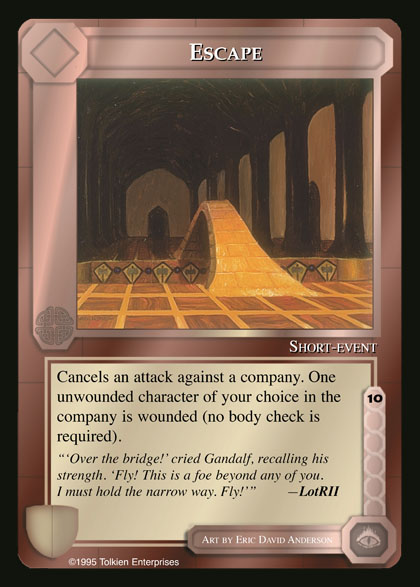 Escape
Short-event
Cancels an attack against a company. One
unwounded character of your choice in the
company is wounded (no body check is
required).
10
“‘Over the bridge!’ cried Gandalf, recalling his
strength. ‘Fly! This is a foe beyond any of you.
I must hold the narrow way. Fly!’” —LotRII
Art by Eric David Anderson
©1995 Tolkien Enterprises